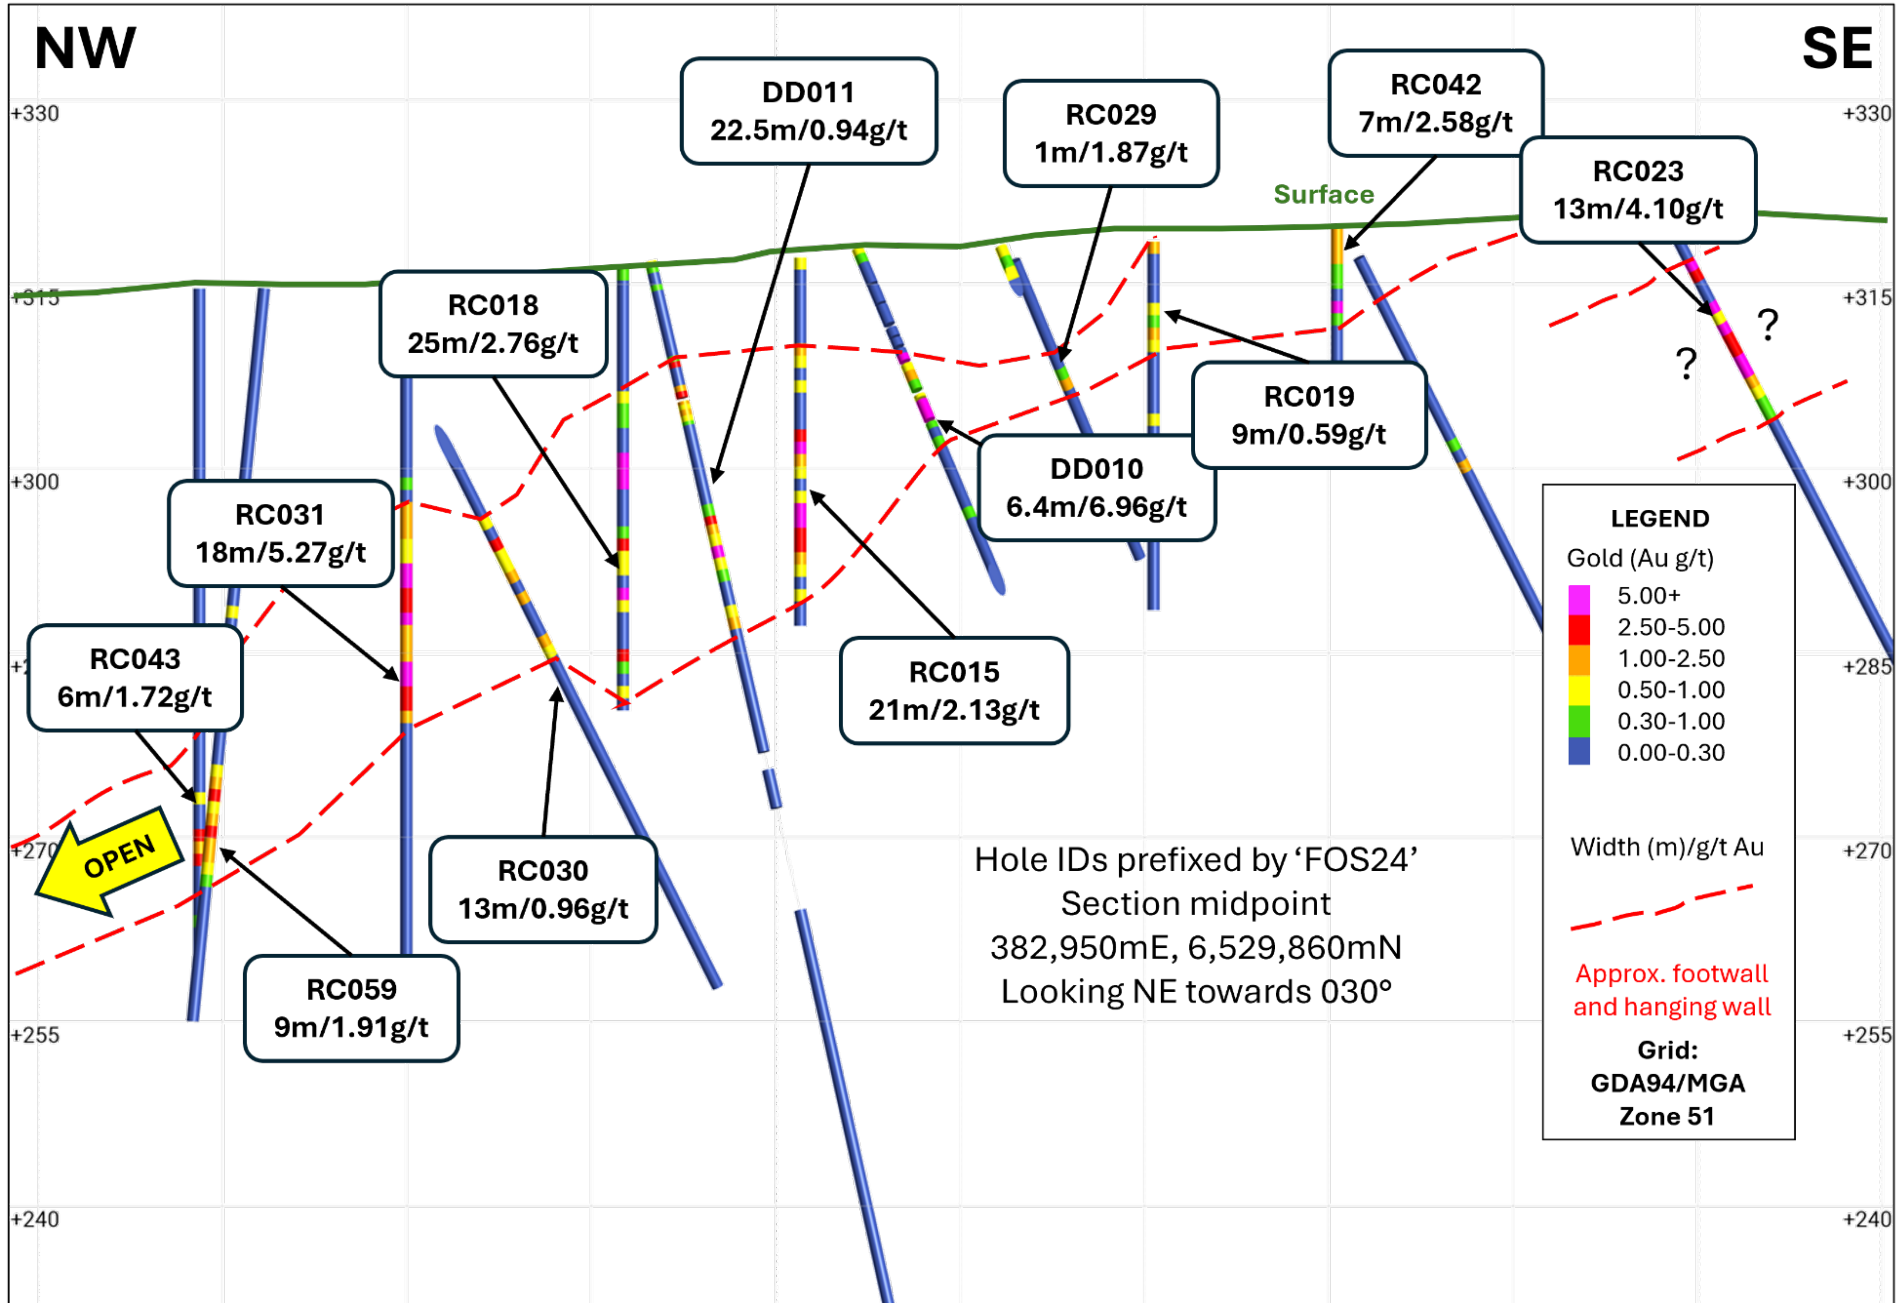 NW
SE
+330
+330
DD011
22.5m/0.94g/t
RC029
1m/1.87g/t
RC042
7m/2.58g/t
RC023
13m/4.10g/t
Surface
+315
+315
RC018
25m/2.76g/t
?
?
RC019
9m/0.59g/t
DD010
6.4m/6.96g/t
+300
+300
RC031
18m/5.27g/t
RC043
6m/1.72g/t
+285
RC015
21m/2.13g/t
OPEN
+270
+270
RC030
13m/0.96g/t
RC059
9m/1.91g/t
Hole IDs prefixed by ‘FOS24’
Section midpoint
382,950mE, 6,529,860mN
Looking NE towards 030°
LEGEND
Gold (Au g/t)
5.00+
2.50-5.00
1.00-2.50
0.50-1.00
0.30-1.00
0.00-0.30
Width (m)/g/t Au
Approx. footwall
and hanging wall
Grid:
GDA94/MGA
Zone 51
+255
+255
+240
+240